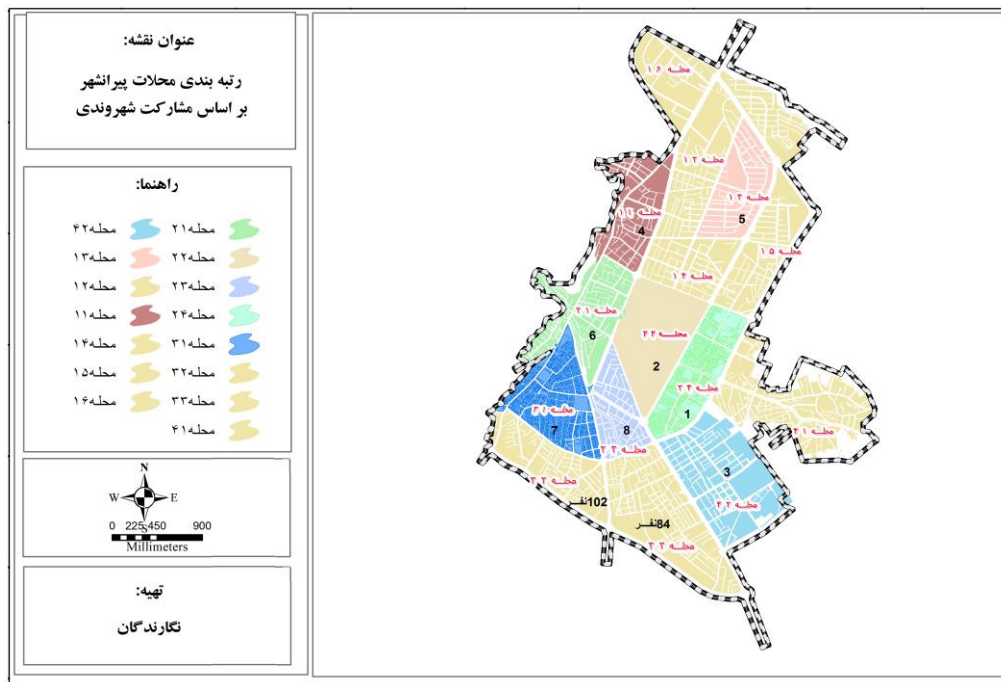 عنوان نقشه:
رتبه بندی محلات پیرانشهر
بر اساس مشارکت شهروندی
راهنما:
محله۲۱
محله۴۲
محله۲۲
محله۱۳
محله۲۳
محله۱۲
محله۲۴
محله۱۱
محله۳۱
محله۱۴
محله۳۲
محله۱۵
محله۳۳
محله۱۶
محله۴۱
N
W E
S
0 225 450 900
Millimeters
تهیه:
نگارندگان
محله ۱۶
محله ۱۲
محله ۱۳
5
محله ۱۱
4
محله ۱۵
محله ۱۴
محله ۲۱
6
محله ۲۲
2
محله ۲۴
1
محله ۳۱
7
8
محله ۲۳
محله ۴۱
3
محله ۳۲
102نفر
محله ۴۲
84نفر
محله ۳۳